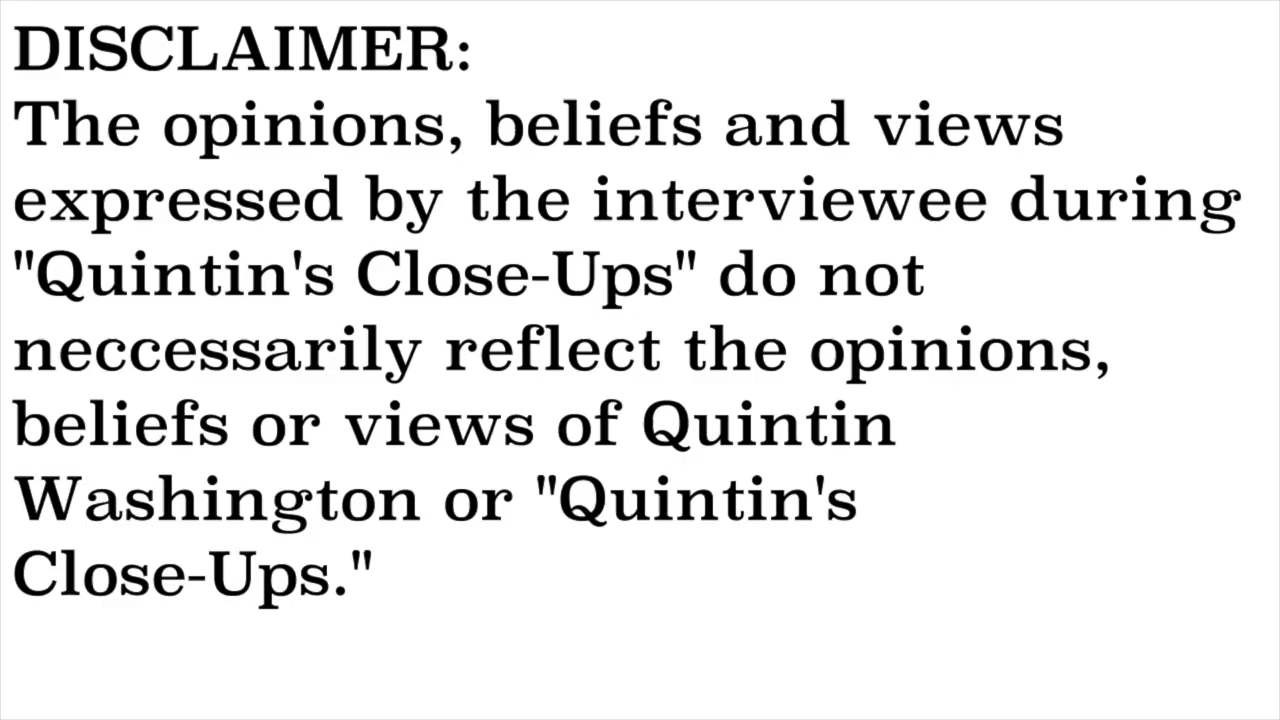 DISCLAIMER:
The opinions, beliefs and views
expressed by the interviewee during
"Quintin's Close-Ups" do not
neccessarily reflect the opinions,
beliefs or views of Quintin
Washington or "Quintin's
Close-Ups."